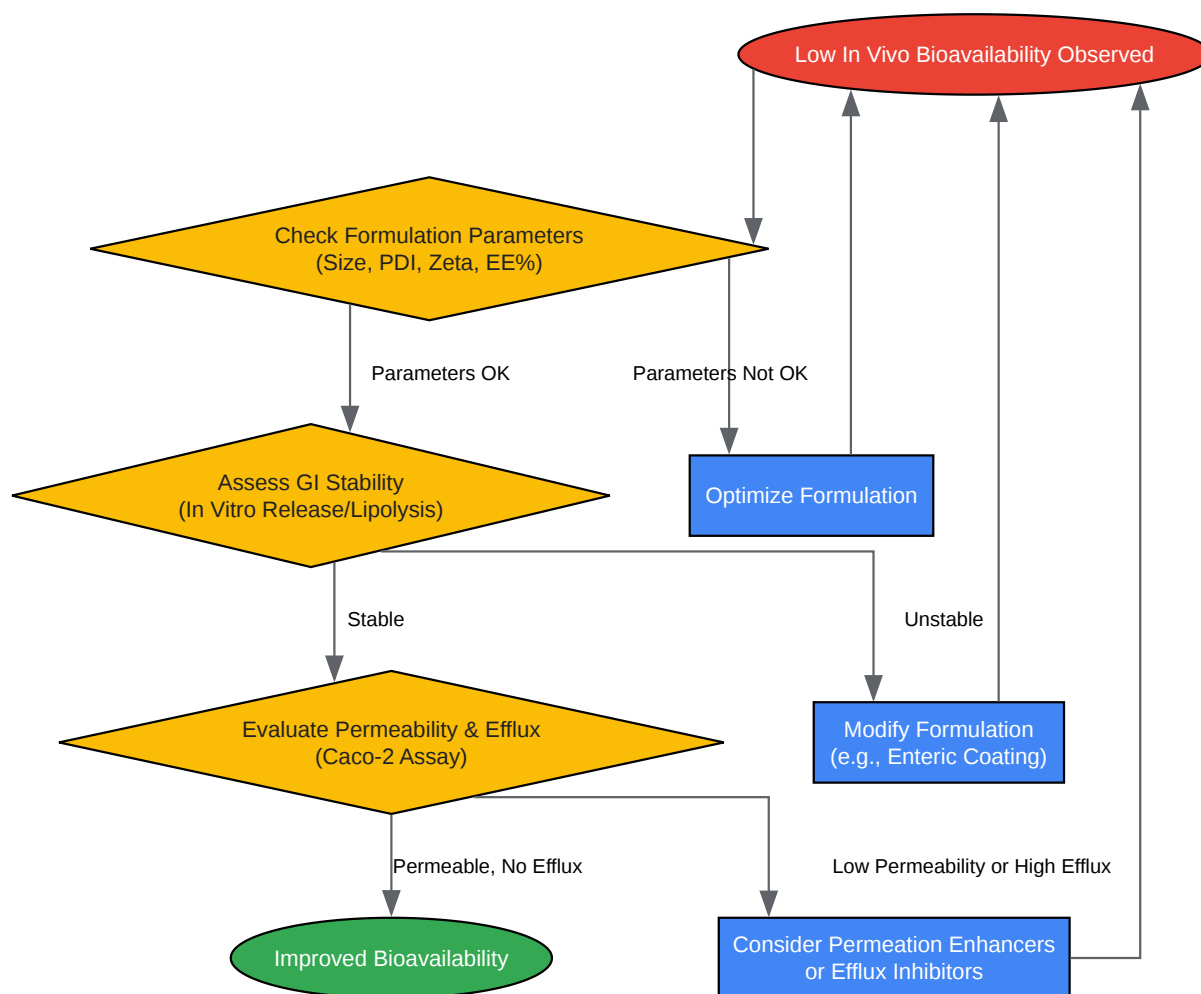 Low In Vivo Bioavailability Observed
Check Formulation Parameters
(Size, PDI, Zeta, EE%)
Parameters OK
Parameters Not OK
Assess GI Stability
(In Vitro Release/Lipolysis)
Optimize Formulation
Stable
Unstable
Evaluate Permeability & Efflux
(Caco-2 Assay)
Modify Formulation
(e.g., Enteric Coating)
Permeable, No Efflux
Low Permeability or High Efflux
Improved Bioavailability
Consider Permeation Enhancers
or Efflux Inhibitors